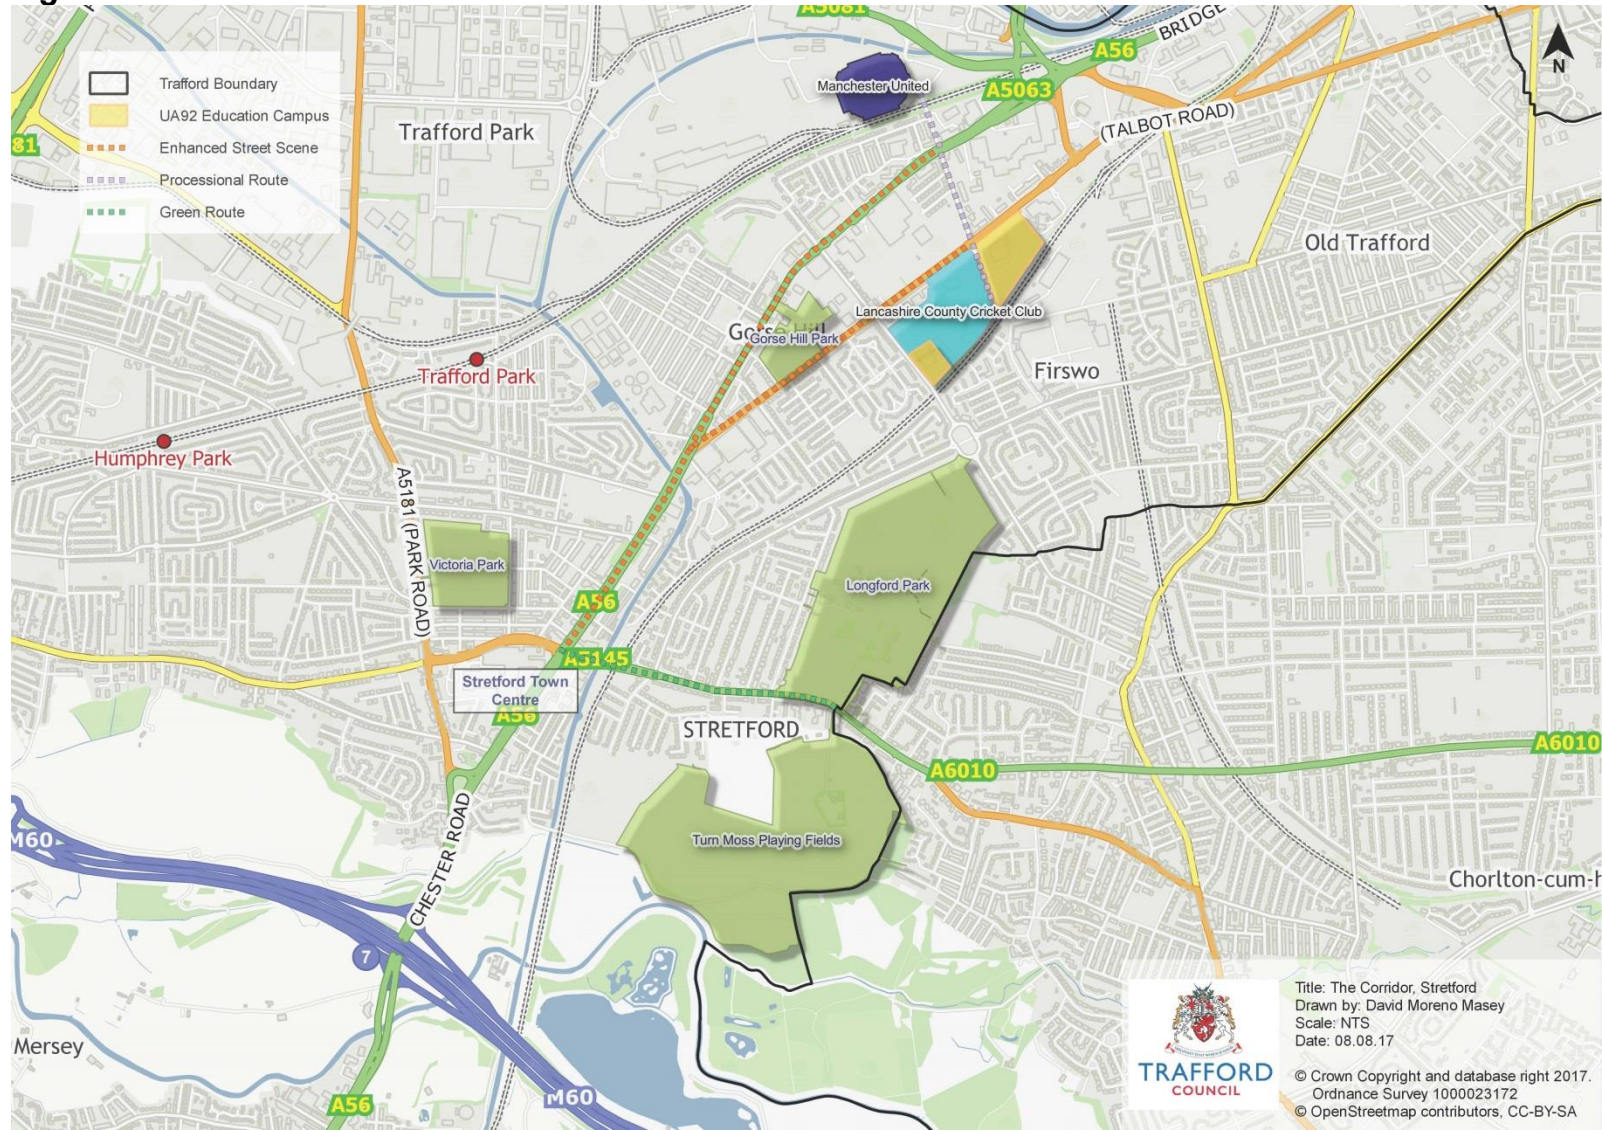 A5081
BRIDGE
A56
Manchester United
A5063
N
Trafford Boundary
UA92 Education Campus
Enhanced Street Scene
Processional Route
Green Route
81
Trafford Park
(TALBOT ROAD)
Old Trafford
Lancashire County Cricket Club
Gorse Hill
Gorse Hill Park
Firswo
Trafford Park
Humphrey Park
A5181 (PARK ROAD)
Victoria Park
Longford Park
A56
A5145
Stretford Town
Centre
A56
STRETFORD
A6010
A6010
CHESTER ROAD
M60
Turn Moss Playing Fields
Chorlton-cum-h
7
Mersey
A56
M60
TRAFFORD
COUNCIL
Title: The Corridor, Stretford
Drawn by: David Moreno Masey
Scale: NTS
Date: 08.08.17
© Crown Copyright and database right 2017.
Ordnance Survey 1000023172
© OpenStreetmap contributors, CC-BY-SA